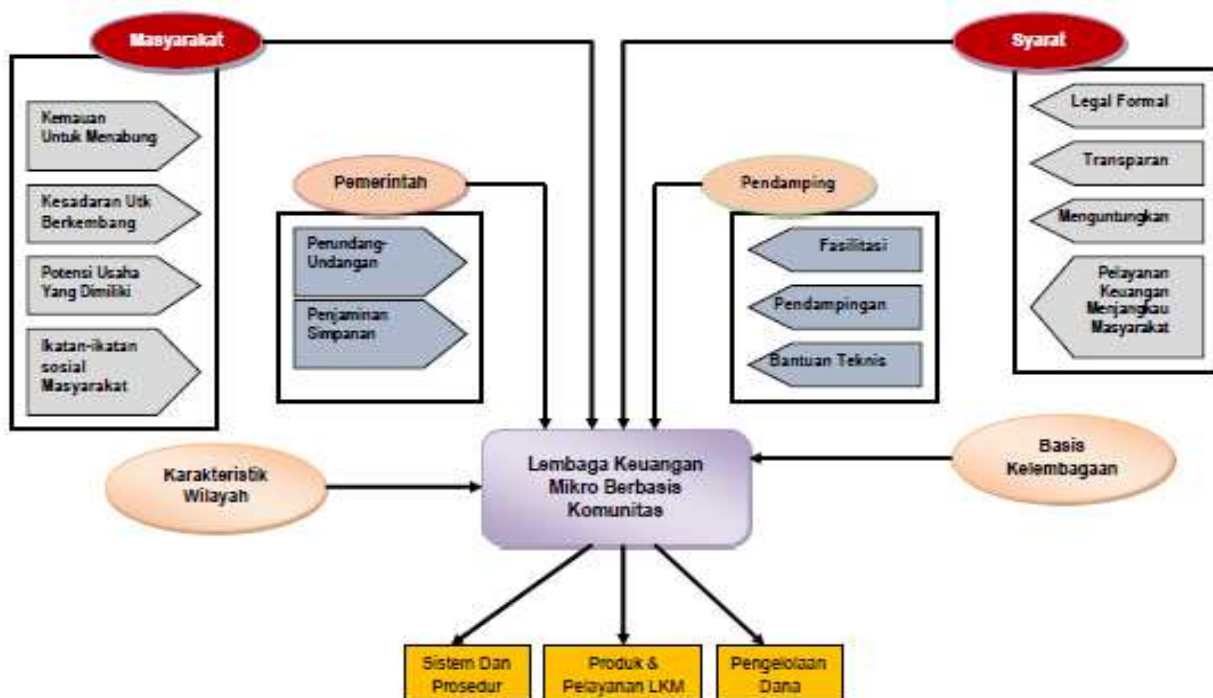 Masyarakat
Kemauan
Untuk Menabung
Kesadaran Utk
Berkembang
Potensi Usaha
Yang Dimiliki
Ikatan-ikatan
sosial
Masyarakat
Pemerintah
Perundang-
Undangan
Penjaminan
Simpanan
Pendamping
Fasilitasi
Pendampingan
Bantuan Teknis
Syarat
Legal Formal
Transparan
Menguntungkan
Pelayanan
Keuangan
Menjangkau
Masyarakat
Karakteristik
Wilayah
Lembaga Keuangan
Mikro Berbasis
Komunitas
Basis
Kelembagaan
Sistem Dan
Prosedur
Produk &
Pelayanan LKM
Pengelolaan
Dana